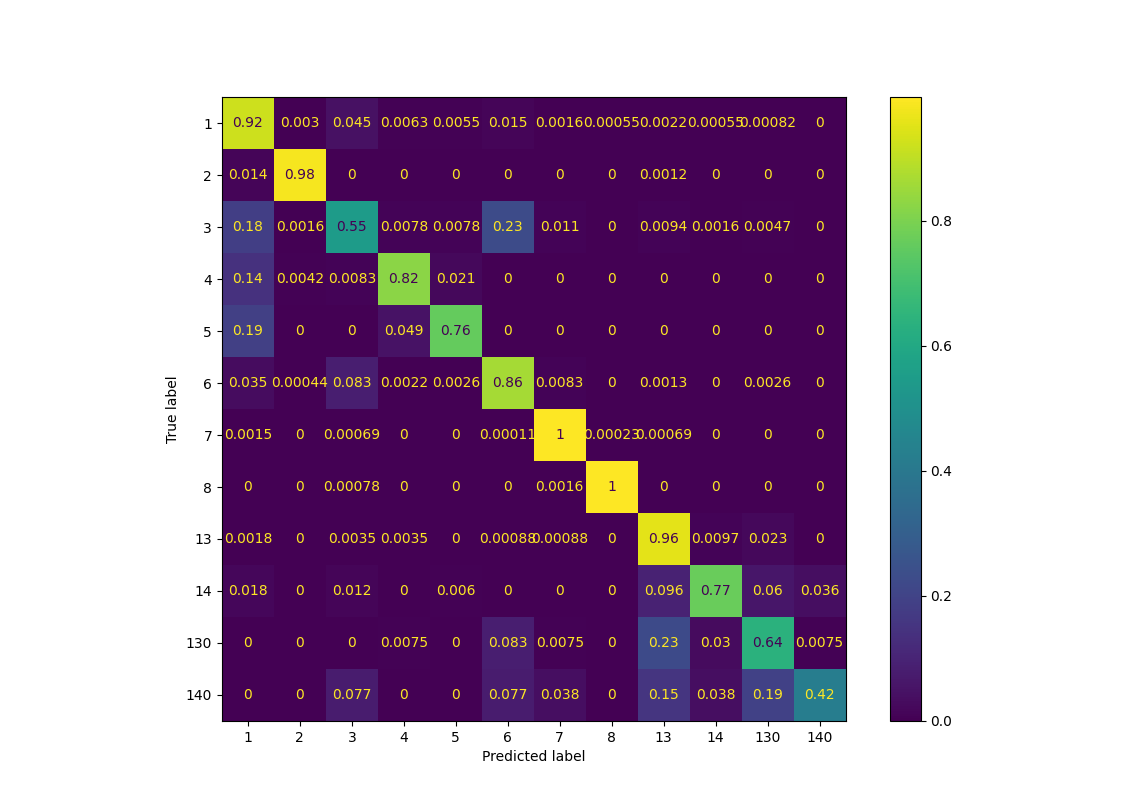 1 0.92 0.003 0.045 0.0063 0.0055 0.015 0.0016 0.00055 0.0022 0.00055 0.00082 0
2 0.014 0.98 0 0 0 0 0 0 0.0012 0 0 0
3 0.18 0.0016 0.55 0.0078 0.0078 0.23 0.011 0 0.0094 0.0016 0.0047 0
4 0.14 0.0042 0.0083 0.82 0.021 0 0 0 0 0 0 0
5 0.19 0 0 0.049 0.76 0 0 0 0 0 0 0
6 0.035 0.00044 0.083 0.0022 0.0026 0.86 0.0083 0 0.0013 0 0.0026 0
7 0.0015 0 0.00069 0 0 0.00011 1 0.00023 0.00069 0 0 0
8 0 0 0.00078 0 0 0 0.0016 1 0 0 0 0
13 0.0018 0 0.0035 0.0035 0 0.00088 0.00088 0 0.96 0.0097 0.023 0
14 0.018 0 0.012 0 0.006 0 0 0 0.096 0.77 0.06 0.036
130 0 0 0 0.0075 0 0.083 0.0075 0 0.23 0.03 0.64 0.0075
140 0 0 0.077 0 0 0.077 0.038 0 0.15 0.038 0.19 0.42
1 2 3 4 5 6 7 8 13 14 130 140
Predicted label
True label
0.8
0.6
0.4
0.2
0.0